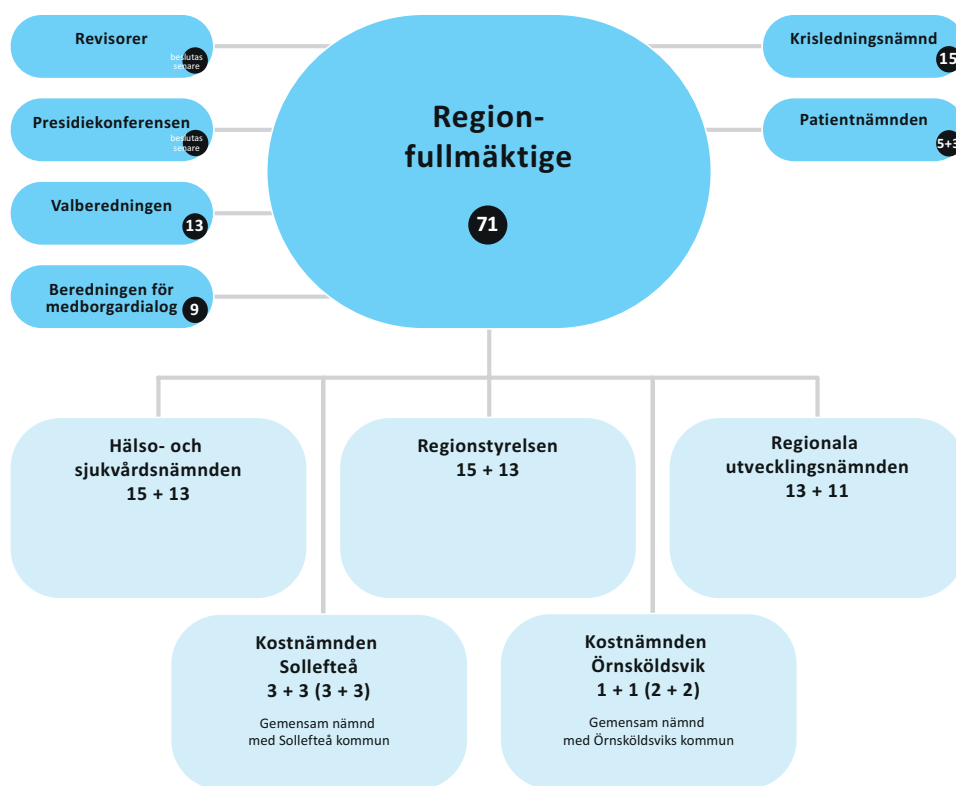 Revisorer
beslutas
senare
Presidiekonferensen
beslutas
senare
Valberedningen
13
Beredningen för
medborgardialog
9
Region-
fullmäktige
71
Krisledningsnämnd
15
Patientnämnden
5+3
Hälso- och
sjukvårdsnämnden
15 + 13
Regionstyrelsen
15 + 13
Regionala
utvecklingsnämnden
13 + 11
Kostnämnden
Sollefteå
3 + 3 (3 + 3)
Gemensam nämnd
med Sollefteå kommun
Kostnämnden
Örnsköldsvik
1 + 1 (2 + 2)
Gemensam nämnd
med Örnsköldsviks kommun